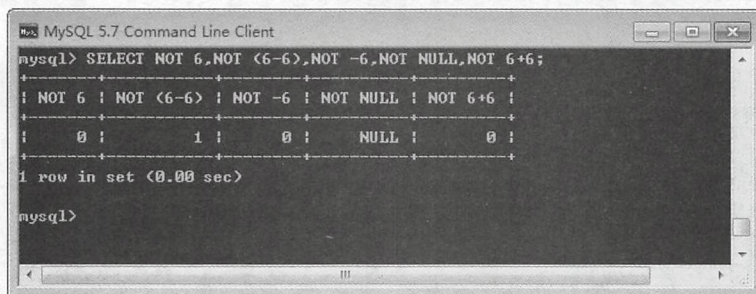 MySQL 5.7 Command Line Client
mysql> SELECT NOT 6,NOT (6-6),NOT -6,NOT NULL,NOT 6+6;
+-------+-----------+--------+----------+---------+
| NOT 6 | NOT (6-6) | NOT -6 | NOT NULL | NOT 6+6 |
+-------+-----------+--------+----------+---------+
|     0 |         1 |      0 |     NULL |       0 |
+-------+-----------+--------+----------+---------+
1 row in set (0.00 sec)
mysql>